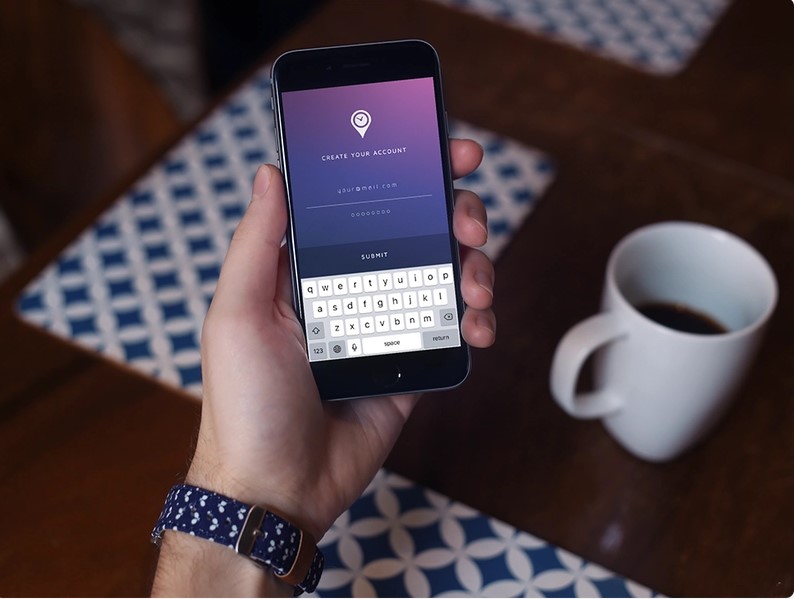 CREATE YOUR ACCOUNT
your@mail.com
SUBMIT
q w e r t y u i o p
a s d f g h j k l
z x c v b n m
123 space return